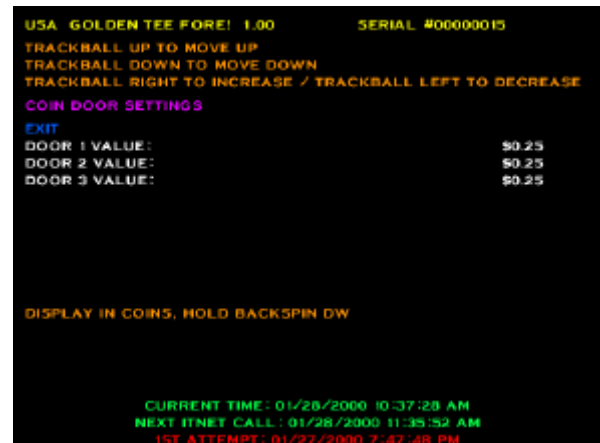 USA GOLDEN TEE FORE! 1.00 SERIAL #00000015
TRACKBALL UP TO MOVE UP
TRACKBALL DOWN TO MOVE DOWN
TRACKBALL RIGHT TO INCREASE / TRACKBALL LEFT TO DECREASE
COIN DOOR SETTINGS
EXIT
DOOR 1 VALUE: $0.25
DOOR 2 VALUE: $0.25
DOOR 3 VALUE: $0.25
DISPLAY IN COINS, HOLD BACKSPIN DW
CURRENT TIME: 01/28/2000 10:37:28 AM
NEXT ITNET CALL: 01/28/2000 11:35:52 AM
1ST ATTEMPT: 01/27/2000 7:47:48 PM